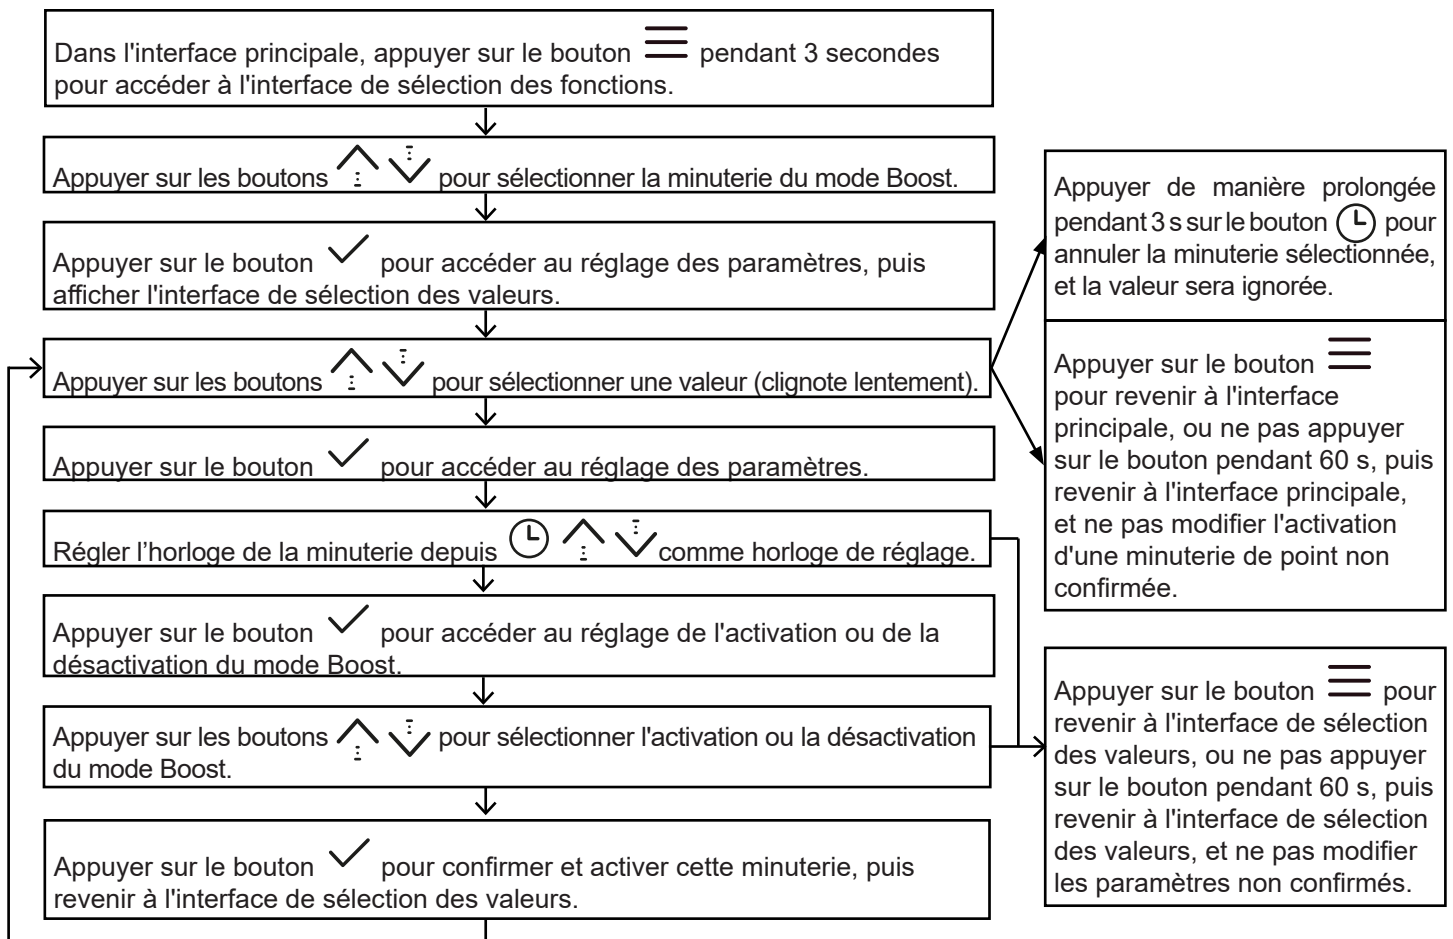 Dans l'interface principale, appuyer sur le bouton pendant 3 secondes
pour accéder à l'interface de sélection des fonctions.
Appuyer sur les boutons pour sélectionner la minuterie du mode Boost.
Appuyer sur le bouton pour accéder au réglage des paramètres, puis
afficher l'interface de sélection des valeurs.
Appuyer sur les boutons pour sélectionner une valeur (clignote lentement).
Appuyer sur le bouton pour accéder au réglage des paramètres.
Régler l’horloge de la minuterie depuis comme horloge de réglage.
Appuyer sur le bouton pour accéder au réglage de l'activation ou de la
désactivation du mode Boost.
Appuyer sur les boutons pour sélectionner l'activation ou la désactivation
du mode Boost.
Appuyer sur le bouton pour confirmer et activer cette minuterie, puis
revenir à l'interface de sélection des valeurs.
Appuyer de manière prolongée
pendant 3 s sur le bouton pour
annuler la minuterie sélectionnée,
et la valeur sera ignorée.
Appuyer sur le bouton
pour revenir à l'interface
principale, ou ne pas appuyer
sur le bouton pendant 60 s, puis
revenir à l'interface principale,
et ne pas modifier l'activation
d'une minuterie de point non
confirmée.
Appuyer sur le bouton pour
revenir à l'interface de sélection
des valeurs, ou ne pas appuyer
sur le bouton pendant 60 s, puis
revenir à l'interface de sélection
des valeurs, et ne pas modifier
les paramètres non confirmés.